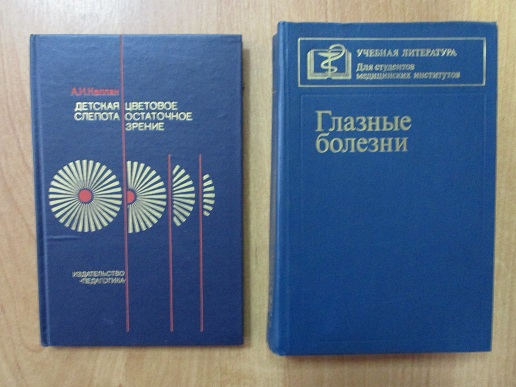 А.И.Каплан
ДЕТСКАЯ ЦВЕТОВОЕ
СЛЕПОТА ОСТАТОЧНОЕ
ЗРЕНИЕ
ИЗДАТЕЛЬСТВО
«ПЕДАГОГИКА»
УЧЕБНАЯ ЛИТЕРАТУРА
Для студентов
медицинских институтов
Глазные
болезни